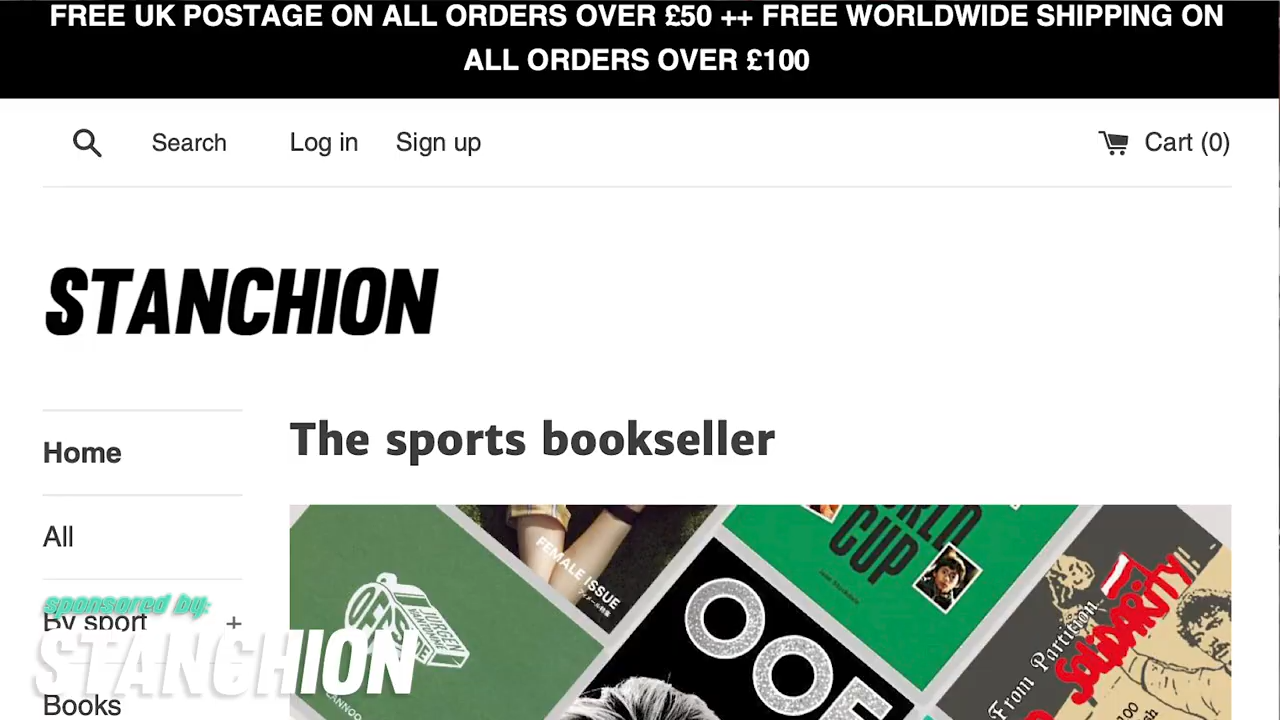 FREE UK POSTAGE ON ALL ORDERS OVER £50 ++ FREE WORLDWIDE SHIPPING ON
ALL ORDERS OVER £100
Search
Log in
Sign up
Cart (0)
STANCHION
The sports bookseller
Home
All
By sport
+
Books
sponsored by:
STANCHION
FEMALE ISSUE
WORLD
CUP
From Partition
SOLIDARITY